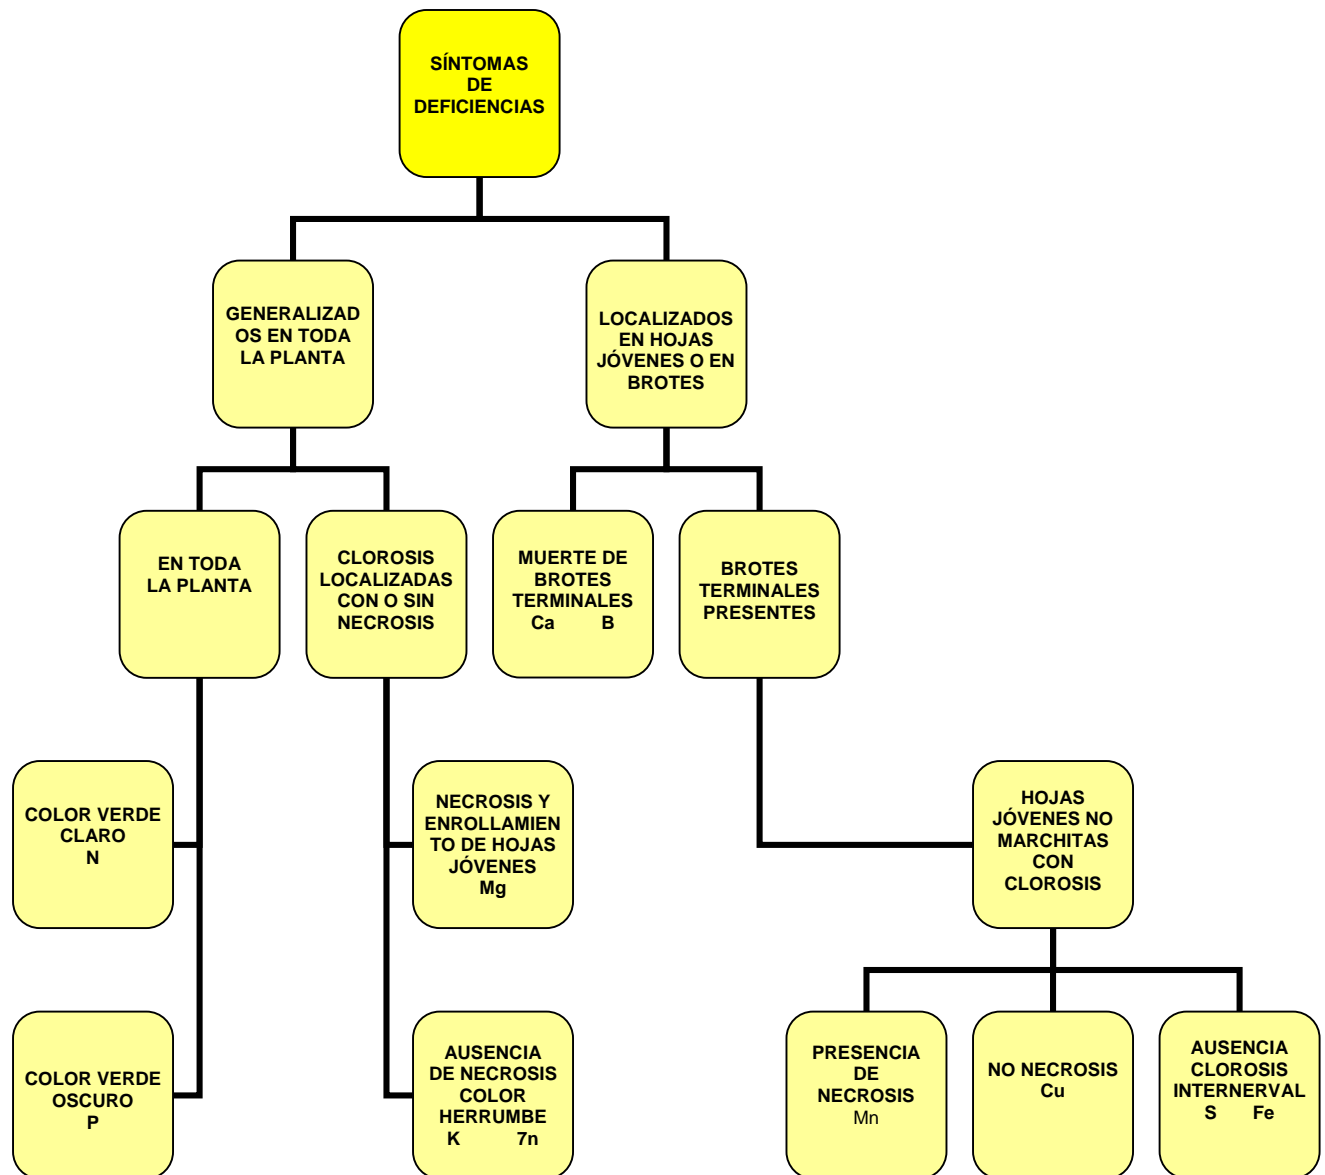 SÍNTOMAS
DE
DEFICIENCIAS
GENERALIZAD
OS EN TODA
LA PLANTA
LOCALIZADOS
EN HOJAS
JÓVENES O EN
BROTES
EN TODA
LA PLANTA
CLOROSIS
LOCALIZADAS
CON O SIN
NECROSIS
MUERTE DE
BROTES
TERMINALES
Ca B
BROTES
TERMINALES
PRESENTES
COLOR VERDE
CLARO
N
NECROSIS Y
ENROLLAMIEN
TO DE HOJAS
JÓVENES
Mg
HOJAS
JÓVENES NO
MARCHITAS
CON
CLOROSIS
COLOR VERDE
OSCURO
P
AUSENCIA
DE NECROSIS
COLOR
HERRUMBE
K 7n
PRESENCIA
DE
NECROSIS
Mn
NO NECROSIS
Cu
AUSENCIA
CLOROSIS
INTERNERVAL
S Fe